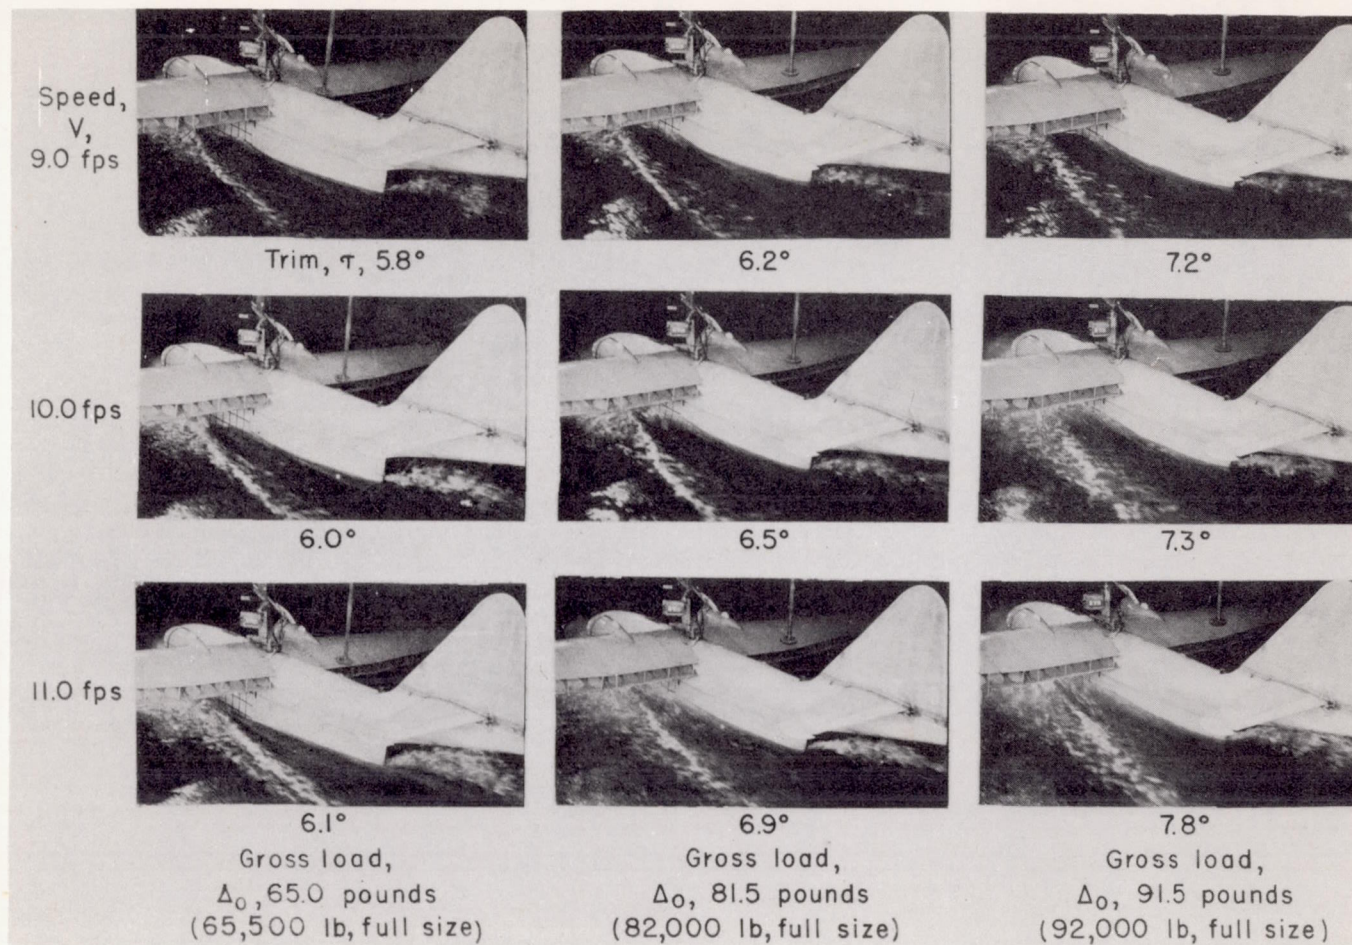 Speed,
V,
9.0 fps
Trim, τ, 5.8°
6.2°
7.2°
10.0 fps
6.0°
6.5°
7.3°
11.0 fps
6.1°
6.9°
7.8°
Gross load,
Δ₀, 65.0 pounds
(65,500 lb, full size)
Gross load,
Δ₀, 81.5 pounds
(82,000 lb, full size)
Gross load,
Δ₀, 91.5 pounds
(92,000 lb, full size)